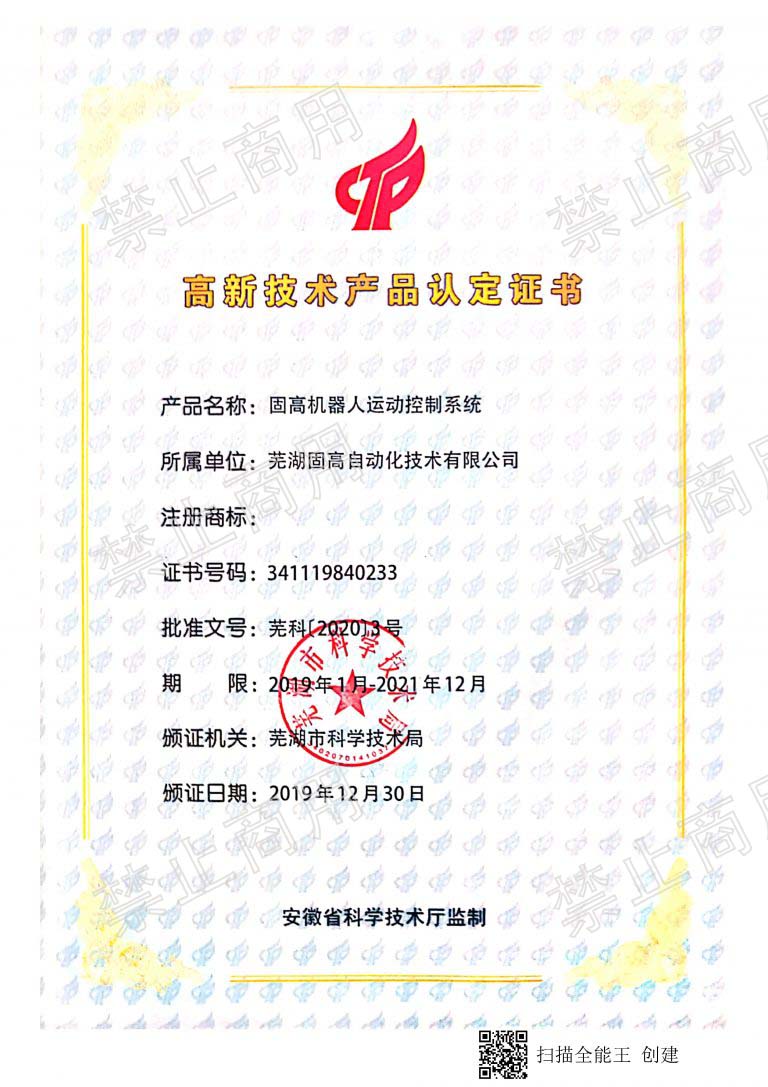 高新技术产品认定证书
产品名称：固高机器人运动控制系统
所属单位：芜湖固高自动化技术有限公司
注册商标：
证书号码：341119840233
批准文号：芜科〔2020〕3号
期 限：2019年1月-2021年12月
颁证机关：芜湖市科学技术局
颁证日期：2019年12月30日
芜湖市科学技术局
安徽省科学技术厅监制
禁止商用
禁止商用
禁止商用
禁止商用
禁止商用
禁止商用
扫描全能王 创建